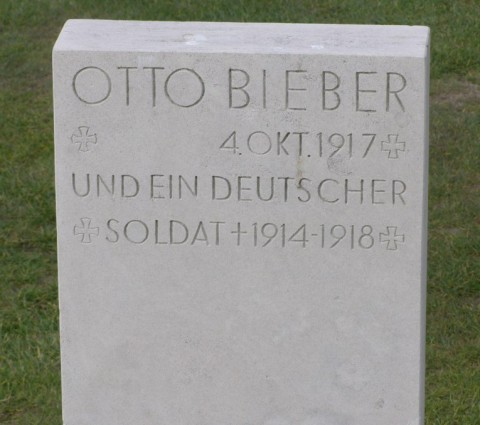 OTTO BIEBER
✠ 4. OKT. 1917 ✠
UND EIN DEUTSCHER
✠ SOLDAT + 1914-1918 ✠